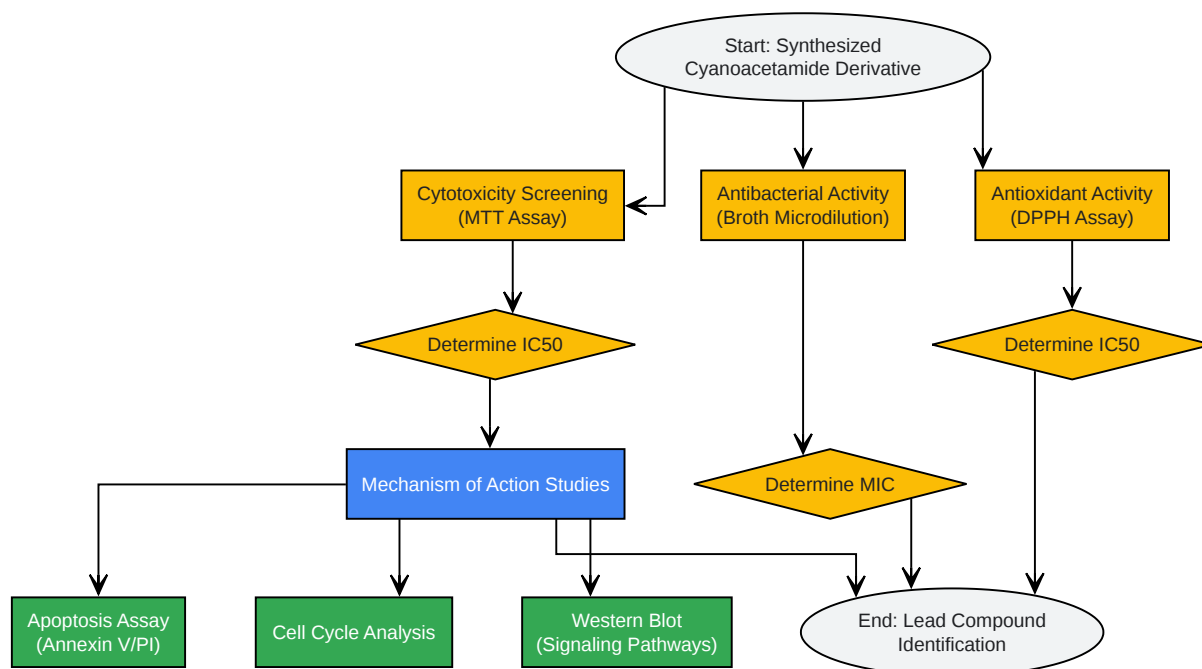 Start: Synthesized
Cyanoacetamide Derivative
Cytotoxicity Screening
(MTT Assay)
Antibacterial Activity
(Broth Microdilution)
Antioxidant Activity
(DPPH Assay)
Determine IC50
Determine IC50
Mechanism of Action Studies
Determine MIC
Apoptosis Assay
(Annexin V/PI)
Cell Cycle Analysis
Western Blot
(Signaling Pathways)
End: Lead Compound
Identification